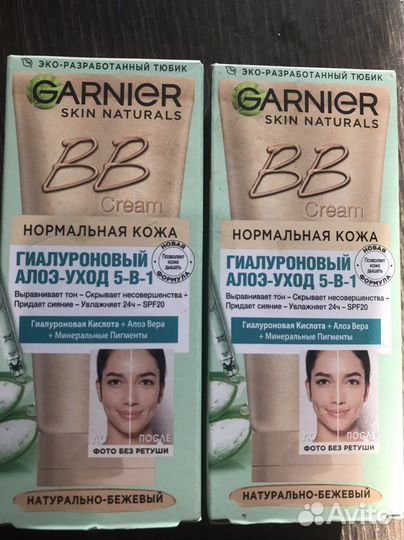 ЭКО-РАЗРАБОТАННЫЙ ТЮБИК
GARNIER
SKIN NATURALS
BB
Cream
НОРМАЛЬНАЯ КОЖА
ГИАЛУРОНОВЫЙ
АЛОЭ-УХОД 5-В-1
НОВАЯ
Позволяет
коже
дышать
ФОРМУЛА
Выравнивает тон – Скрывает несовершенства –
Придает сияние – Увлажняет 24ч – SPF20
Гиалуроновая Кислота + Алоэ Вера
+ Минеральные Пигменты
ДО ПОСЛЕ
ФОТО БЕЗ РЕТУШИ
НАТУРАЛЬНО-БЕЖЕВЫЙ
ЭКО-РАЗРАБОТАННЫЙ ТЮБИК
GARNIER
SKIN NATURALS
BB
Cream
НОРМАЛЬНАЯ КОЖА
ГИАЛУРОНОВЫЙ
АЛОЭ-УХОД 5-В-1
НОВАЯ
Позволяет
коже
дышать
ФОРМУЛА
Выравнивает тон – Скрывает несовершенства –
Придает сияние – Увлажняет 24ч – SPF20
Гиалуроновая Кислота + Алоэ Вера
+ Минеральные Пигменты
ДО ПОСЛЕ
ФОТО БЕЗ РЕТУШИ
НАТУРАЛЬНО-БЕЖЕВЫЙ
Avito